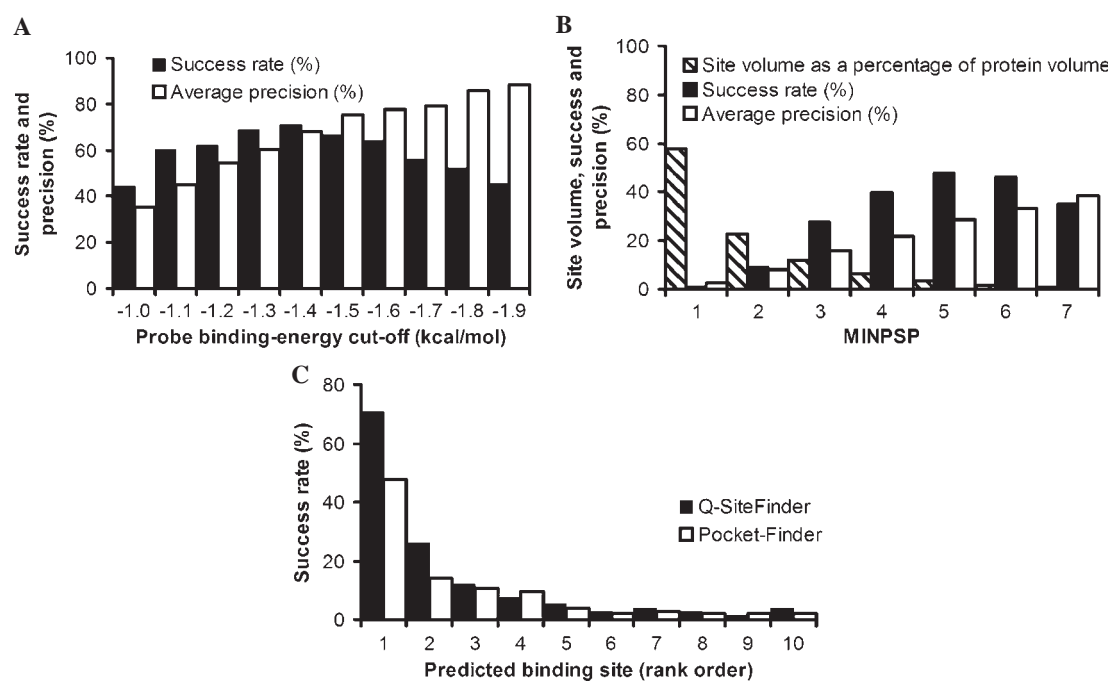 A
Success rate and
precision (%)
100
80
60
40
20
0
Success rate (%)
Average precision (%)
-1.0 -1.1 -1.2 -1.3 -1.4 -1.5 -1.6 -1.7 -1.8 -1.9
Probe binding-energy cut-off (kcal/mol)
B
Site volume, success and
precision (%)
100
80
60
40
20
0
Site volume as a percentage of protein volume
Success rate (%)
Average precision (%)
1 2 3 4 5 6 7
MINPSP
C
Success rate (%)
80
60
40
20
0
Q-SiteFinder
Pocket-Finder
1 2 3 4 5 6 7 8 9 10
Predicted binding site (rank order)